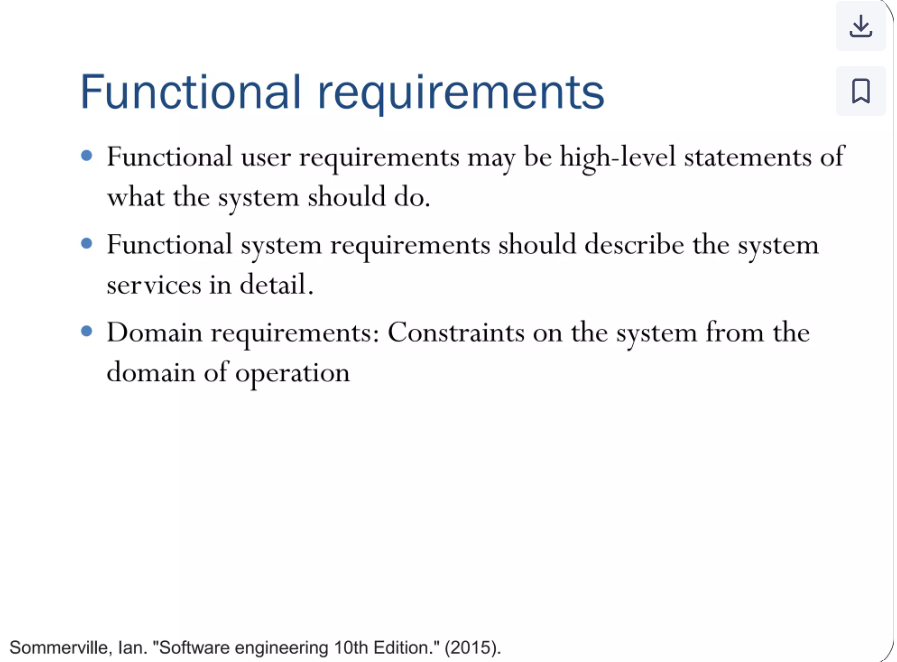 Functional requirements
• Functional user requirements may be high-level statements of
what the system should do.
• Functional system requirements should describe the system
services in detail.
• Domain requirements: Constraints on the system from the
domain of operation
Sommerville, Ian. "Software engineering 10th Edition." (2015).